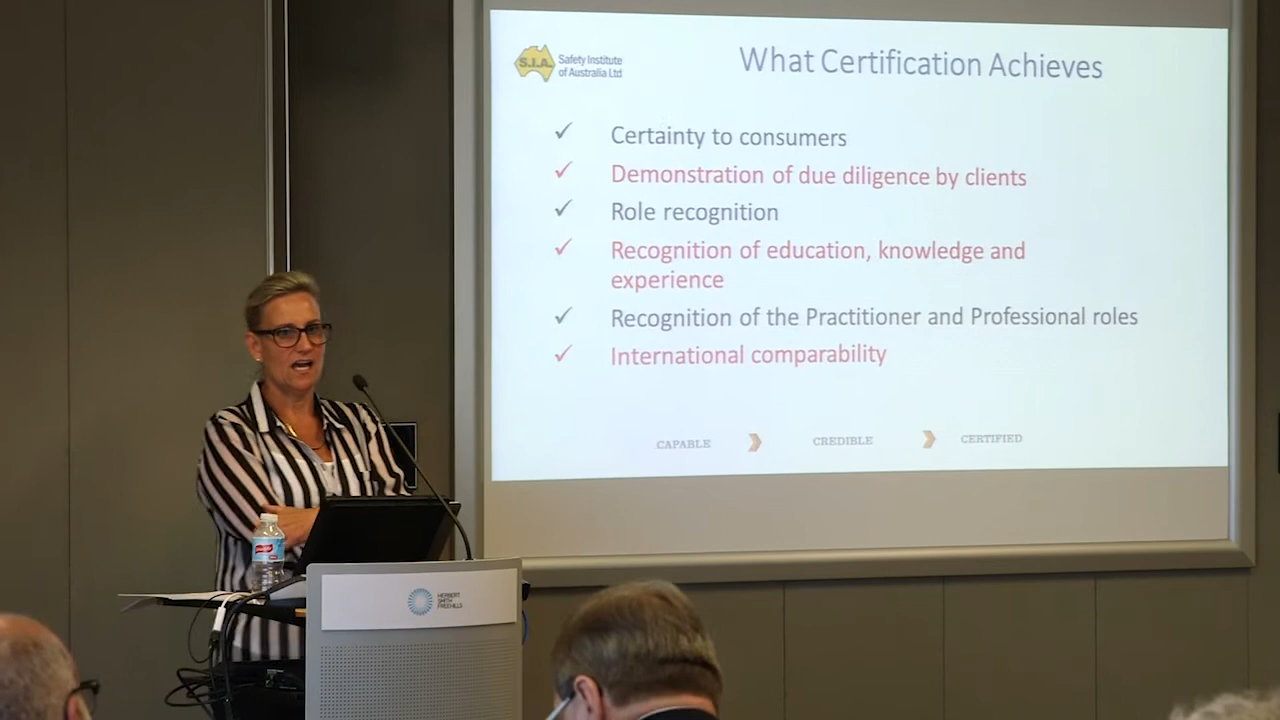 S.I.A.
Safety Institute
of Australia Ltd
What Certification Achieves
✓ Certainty to consumers
✓ Demonstration of due diligence by clients
✓ Role recognition
✓ Recognition of education, knowledge and
experience
✓ Recognition of the Practitioner and Professional roles
✓ International comparability
CAPABLE
CREDIBLE
CERTIFIED
HERBERT
SMITH
FREEHILLS